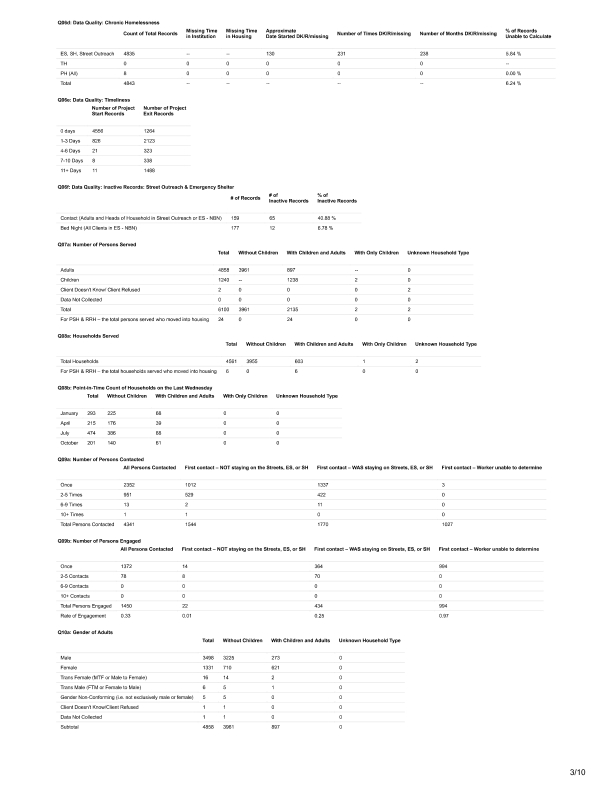 Q06d: Data Quality: Chronic Homelessness
Count of Total Records Missing Time in Institution Missing Time in Housing Approximate Date Started DK/R/missing Number of Times DK/R/missing Number of Months DK/R/missing % of Records Unable to Calculate
ES, SH, Street Outreach 4835 -- -- 130 231 238 5.84 %
TH 0 0 0 0 0 0 --
PH (All) 8 0 0 0 0 0 0.00 %
Total 4843 -- -- -- -- -- 6.24 %
Q06e: Data Quality: Timeliness
Number of Project Start Records Number of Project Exit Records
0 days 4556 1264
1-3 Days 828 2123
4-6 Days 21 323
7-10 Days 8 338
11+ Days 11 1488
Q06f: Data Quality: Inactive Records: Street Outreach & Emergency Shelter
# of Records # of Inactive Records % of Inactive Records
Contact (Adults and Heads of Household in Street Outreach or ES - NBN) 159 65 40.88 %
Bed Night (All Clients in ES - NBN) 177 12 6.78 %
Q07a: Number of Persons Served
Total Without Children With Children and Adults With Only Children Unknown Household Type
Adults 4858 3961 897 -- 0
Children 1240 -- 1238 2 0
Client Doesn't Know/ Client Refused 2 0 0 0 2
Data Not Collected 0 0 0 0 0
Total 6100 3961 2135 2 2
For PSH & RRH – the total persons served who moved into housing 24 0 24 0 0
Q08a: Households Served
Total Without Children With Children and Adults With Only Children Unknown Household Type
Total Households 4561 3955 603 1 2
For PSH & RRH – the total households served who moved into housing 6 0 6 0 0
Q08b: Point-in-Time Count of Households on the Last Wednesday
Total Without Children With Children and Adults With Only Children Unknown Household Type
January 293 225 68 0 0
April 215 176 39 0 0
July 474 386 88 0 0
October 201 140 61 0 0
Q09a: Number of Persons Contacted
All Persons Contacted First contact – NOT staying on the Streets, ES, or SH First contact – WAS staying on Streets, ES, or SH First contact – Worker unable to determine
Once 2352 1012 1337 3
2-5 Times 951 529 422 0
6-9 Times 13 2 11 0
10+ Times 1 1 0 0
Total Persons Contacted 4341 1544 1770 1027
Q09b: Number of Persons Engaged
All Persons Contacted First contact – NOT staying on the Streets, ES, or SH First contact – WAS staying on Streets, ES, or SH First contact – Worker unable to determine
Once 1372 14 364 994
2-5 Contacts 78 8 70 0
6-9 Contacts 0 0 0 0
10+ Contacts 0 0 0 0
Total Persons Engaged 1450 22 434 994
Rate of Engagement 0.33 0.01 0.25 0.97
Q10a: Gender of Adults
Total Without Children With Children and Adults Unknown Household Type
Male 3498 3225 273 0
Female 1331 710 621 0
Trans Female (MTF or Male to Female) 16 14 2 0
Trans Male (FTM or Female to Male) 6 5 1 0
Gender Non-Conforming (i.e. not exclusively male or female) 5 5 0 0
Client Doesn't Know/Client Refused 1 1 0 0
Data Not Collected 1 1 0 0
Subtotal 4858 3961 897 0
3/10